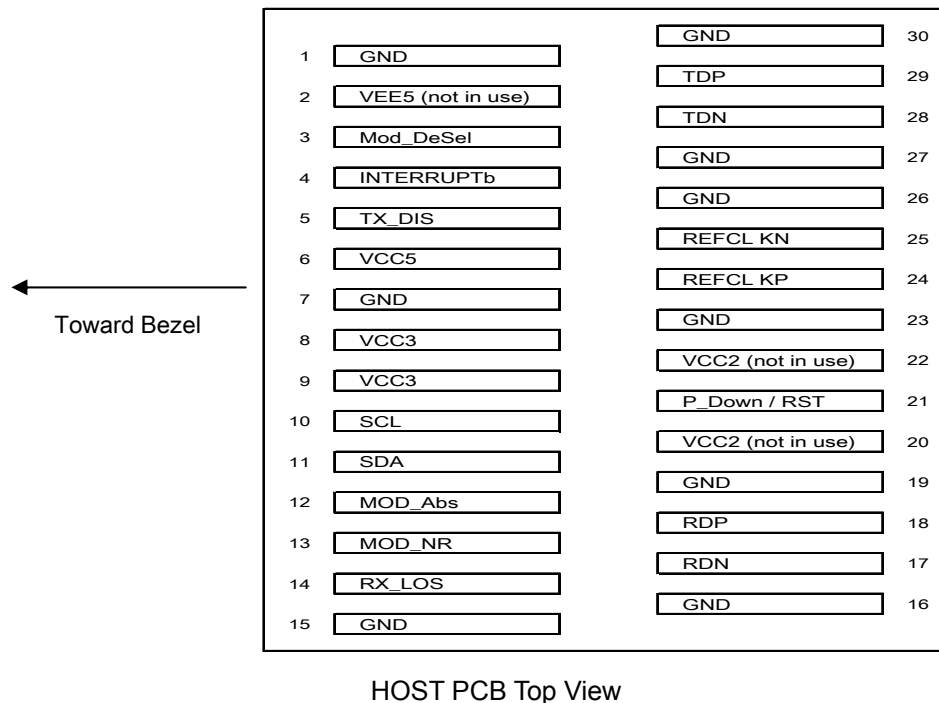 1 GND
2 VEE5 (not in use)
3 Mod_DeSel
4 INTERRUPTb
5 TX_DIS
6 VCC5
7 GND
8 VCC3
9 VCC3
10 SCL
11 SDA
12 MOD_Abs
13 MOD_NR
14 RX_LOS
15 GND
GND 30
TDP 29
TDN 28
GND 27
GND 26
REFCL KN 25
REFCL KP 24
GND 23
VCC2 (not in use) 22
P_Down / RST 21
VCC2 (not in use) 20
GND 19
RDP 18
RDN 17
GND 16
Toward Bezel
HOST PCB Top View